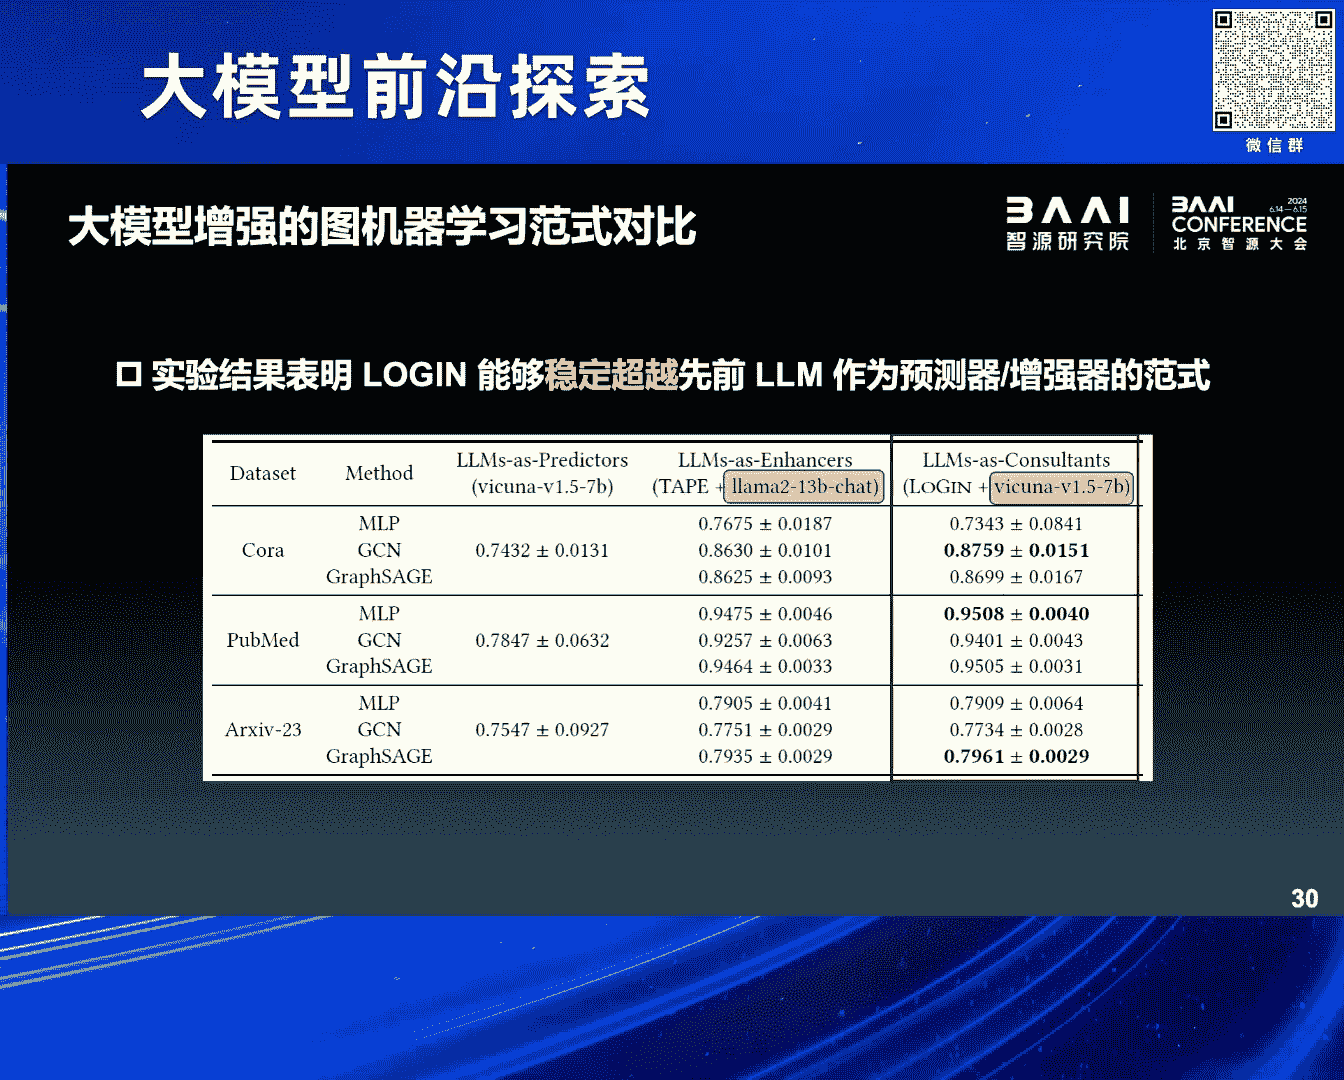 大模型前沿探索
微信群
大模型增强的图机器学习范式对比
BAAI
智源研究院
BAAI 2024
6.14—6.15
CONFERENCE
北京智源大会
实验结果表明 LOGIN 能够稳定超越先前 LLM 作为预测器/增强器的范式
Dataset Method LLMs-as-Predictors (vicuna-v1.5-7b) LLMs-as-Enhancers (TAPE + llama2-13b-chat) LLMs-as-Consultants (LOGIN + vicuna-v1.5-7b)
MLP 0.7675 ± 0.0187 0.7343 ± 0.0841
Cora GCN 0.7432 ± 0.0131 0.8630 ± 0.0101 0.8759 ± 0.0151
GraphSAGE 0.8625 ± 0.0093 0.8699 ± 0.0167
MLP 0.9475 ± 0.0046 0.9508 ± 0.0040
PubMed GCN 0.7847 ± 0.0632 0.9257 ± 0.0063 0.9401 ± 0.0043
GraphSAGE 0.9464 ± 0.0033 0.9505 ± 0.0031
MLP 0.7905 ± 0.0041 0.7909 ± 0.0064
Arxiv-23 GCN 0.7547 ± 0.0927 0.7751 ± 0.0029 0.7734 ± 0.0028
GraphSAGE 0.7935 ± 0.0029 0.7961 ± 0.0029
30